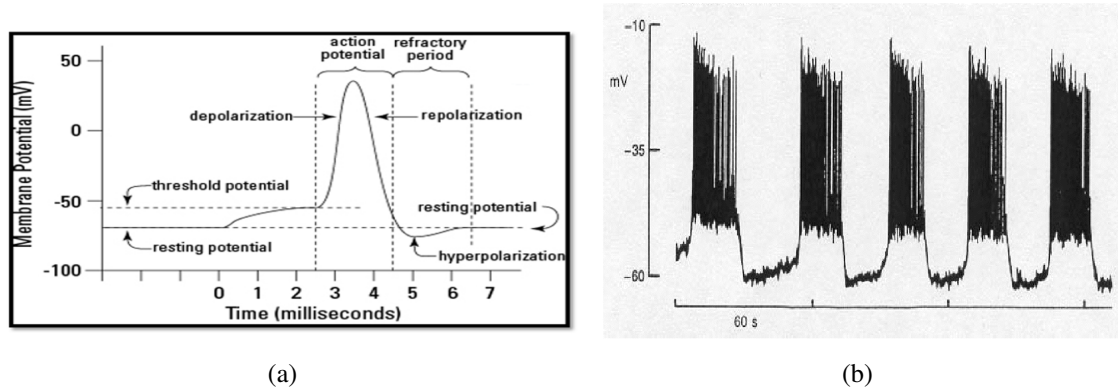 action potential
refractory period
50
depolarization
repolarization
0
threshold potential
-50
resting potential
resting potential
hyperpolarization
-100
0 1 2 3 4 5 6 7
Time (milliseconds)
Membrane Potential (mV)
(a)
-10
mV
-35
-60
60 s
(b)